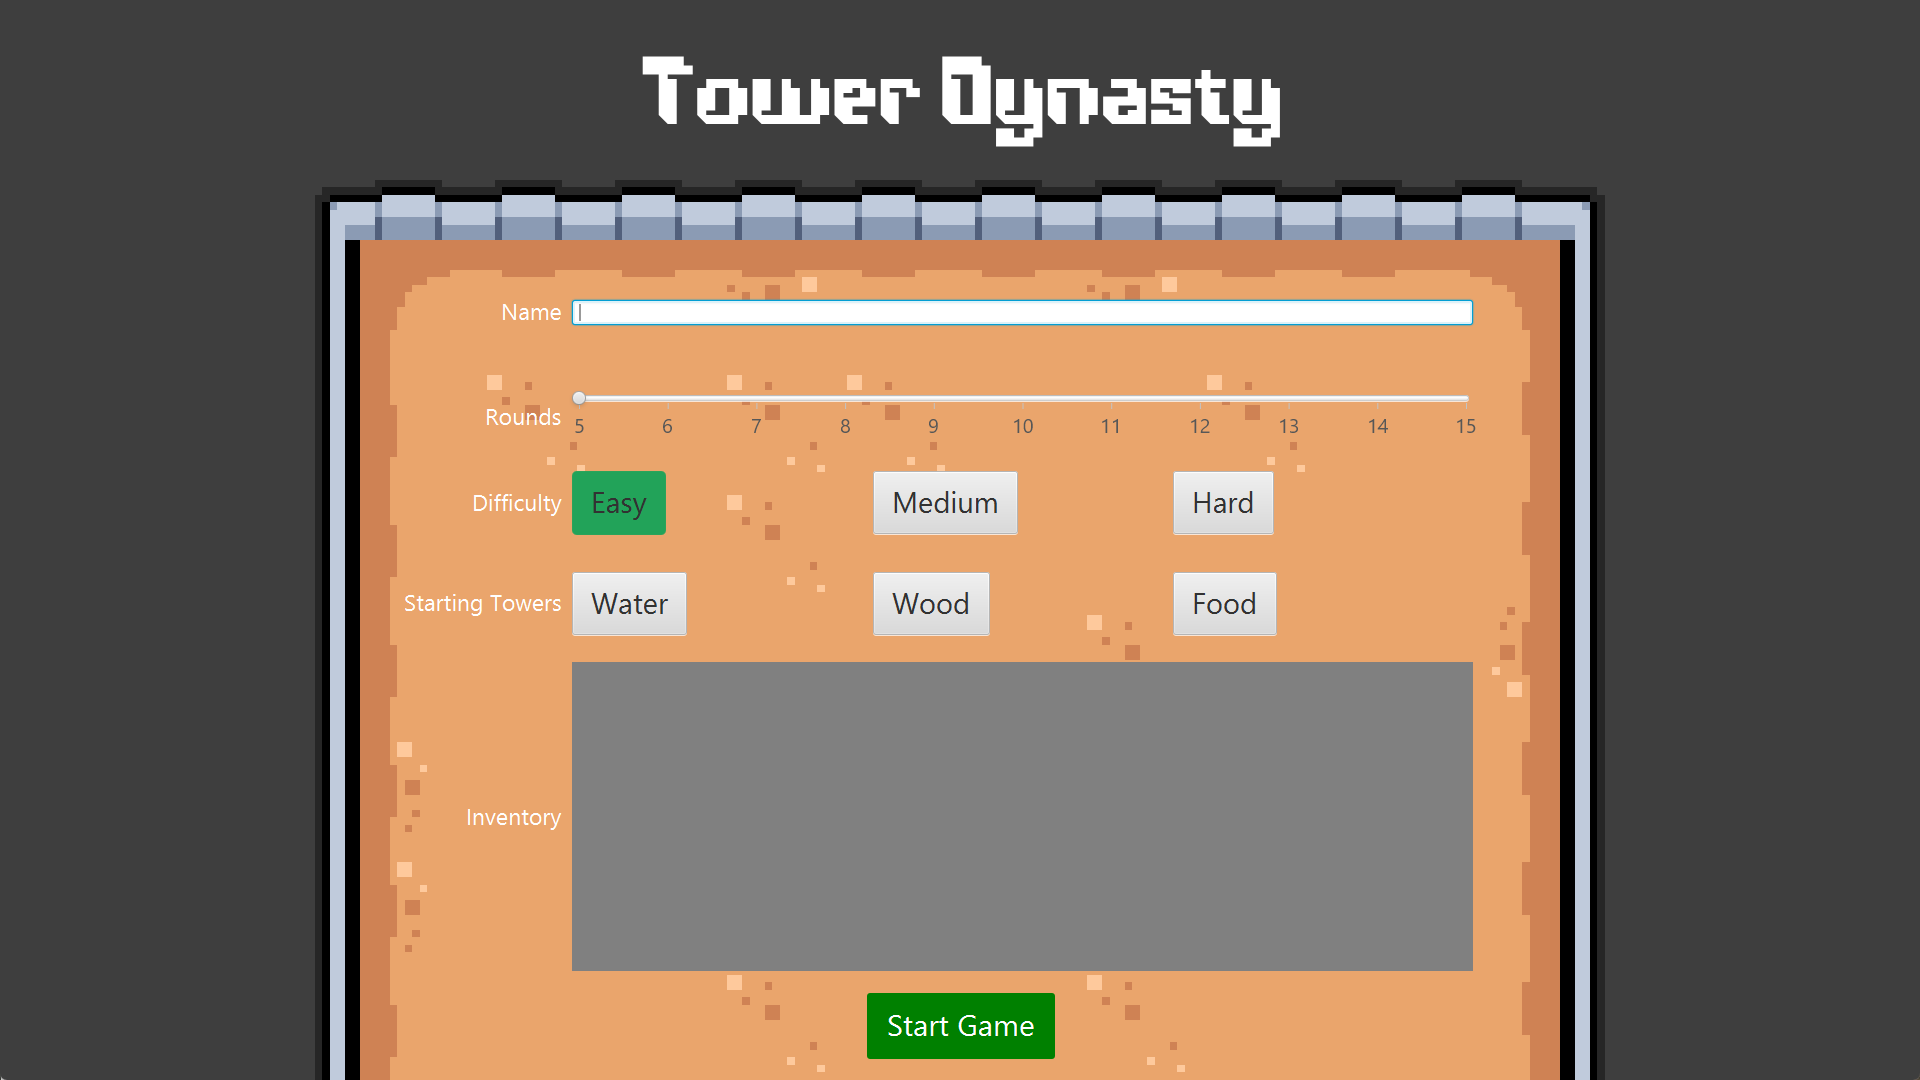 Tower Dynasty
Name
Rounds
5 6 7 8 9 10 11 12 13 14 15
Difficulty Easy Medium Hard
Starting Towers Water Wood Food
Inventory
Start Game